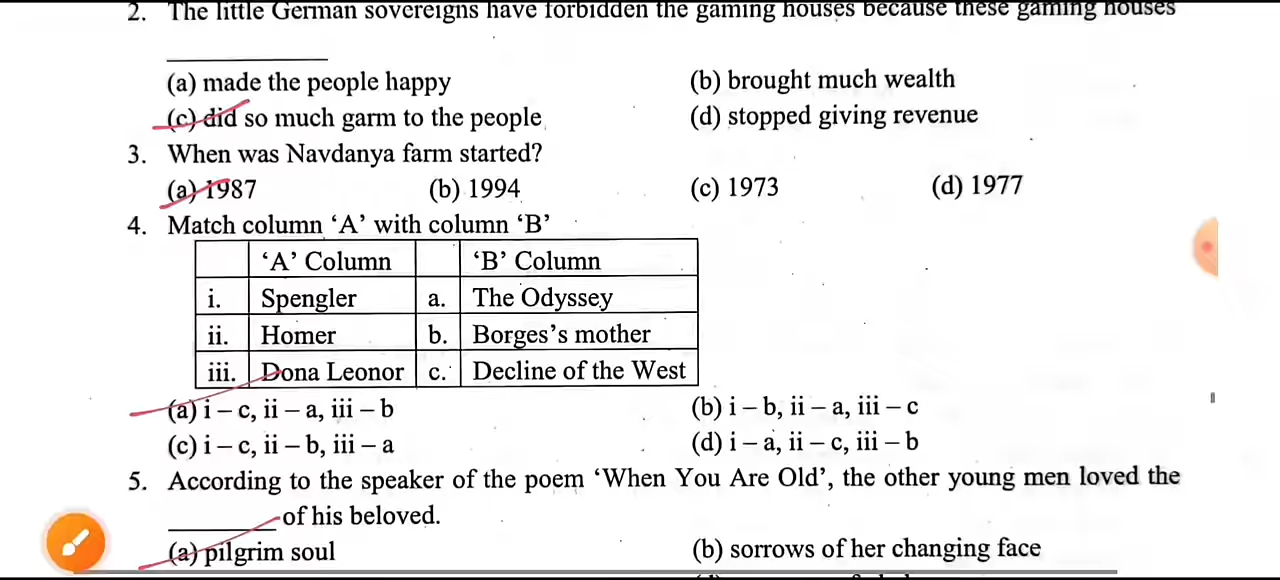 2. The little German sovereigns have forbidden the gaming houses because these gaming houses
__________
(a) made the people happy (b) brought much wealth
(c) did so much garm to the people (d) stopped giving revenue
3. When was Navdanya farm started?
(a) 1987 (b) 1994 (c) 1973 (d) 1977
4. Match column ‘A’ with column ‘B’
‘A’ Column ‘B’ Column
i. Spengler a. The Odyssey
ii. Homer b. Borges’s mother
iii. Dona Leonor c. Decline of the West
(a) i – c, ii – a, iii – b (b) i – b, ii – a, iii – c
(c) i – c, ii – b, iii – a (d) i – a, ii – c, iii – b
5. According to the speaker of the poem ‘When You Are Old’, the other young men loved the
__________ of his beloved.
(a) pilgrim soul (b) sorrows of her changing face